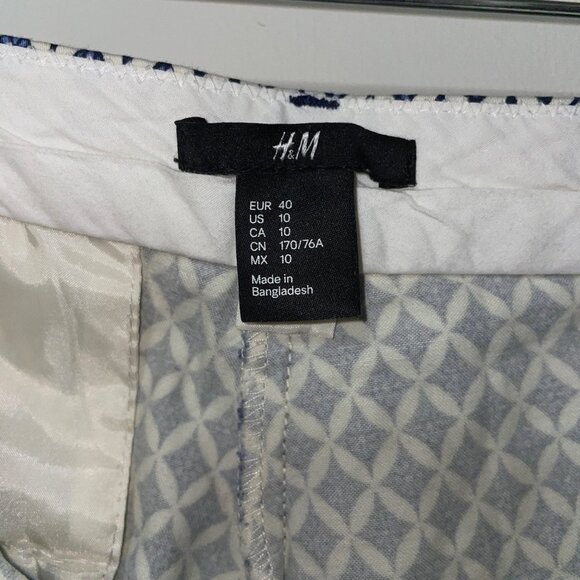 H&M
EUR 40
US 10
CA 10
CN 170/76A
MX 10
Made in
Bangladesh